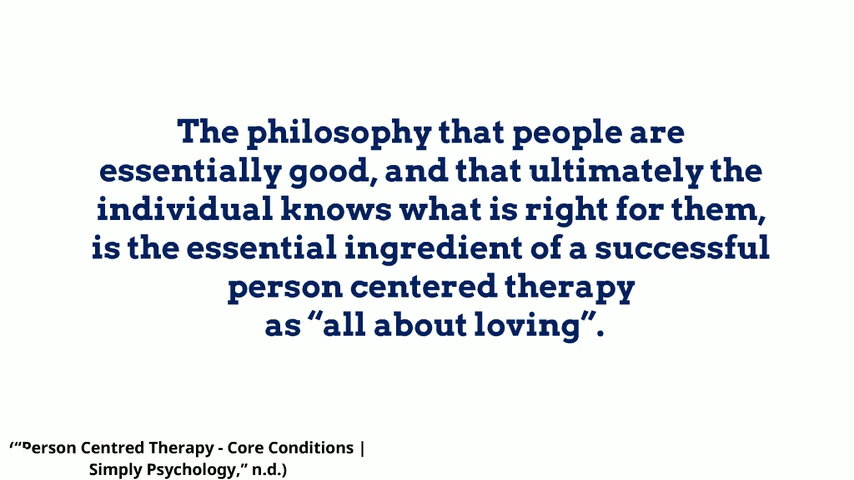 The philosophy that people are
essentially good, and that ultimately the
individual knows what is right for them,
is the essential ingredient of a successful
person centered therapy
as “all about loving”.
(“Person Centred Therapy - Core Conditions |
Simply Psychology,” n.d.)